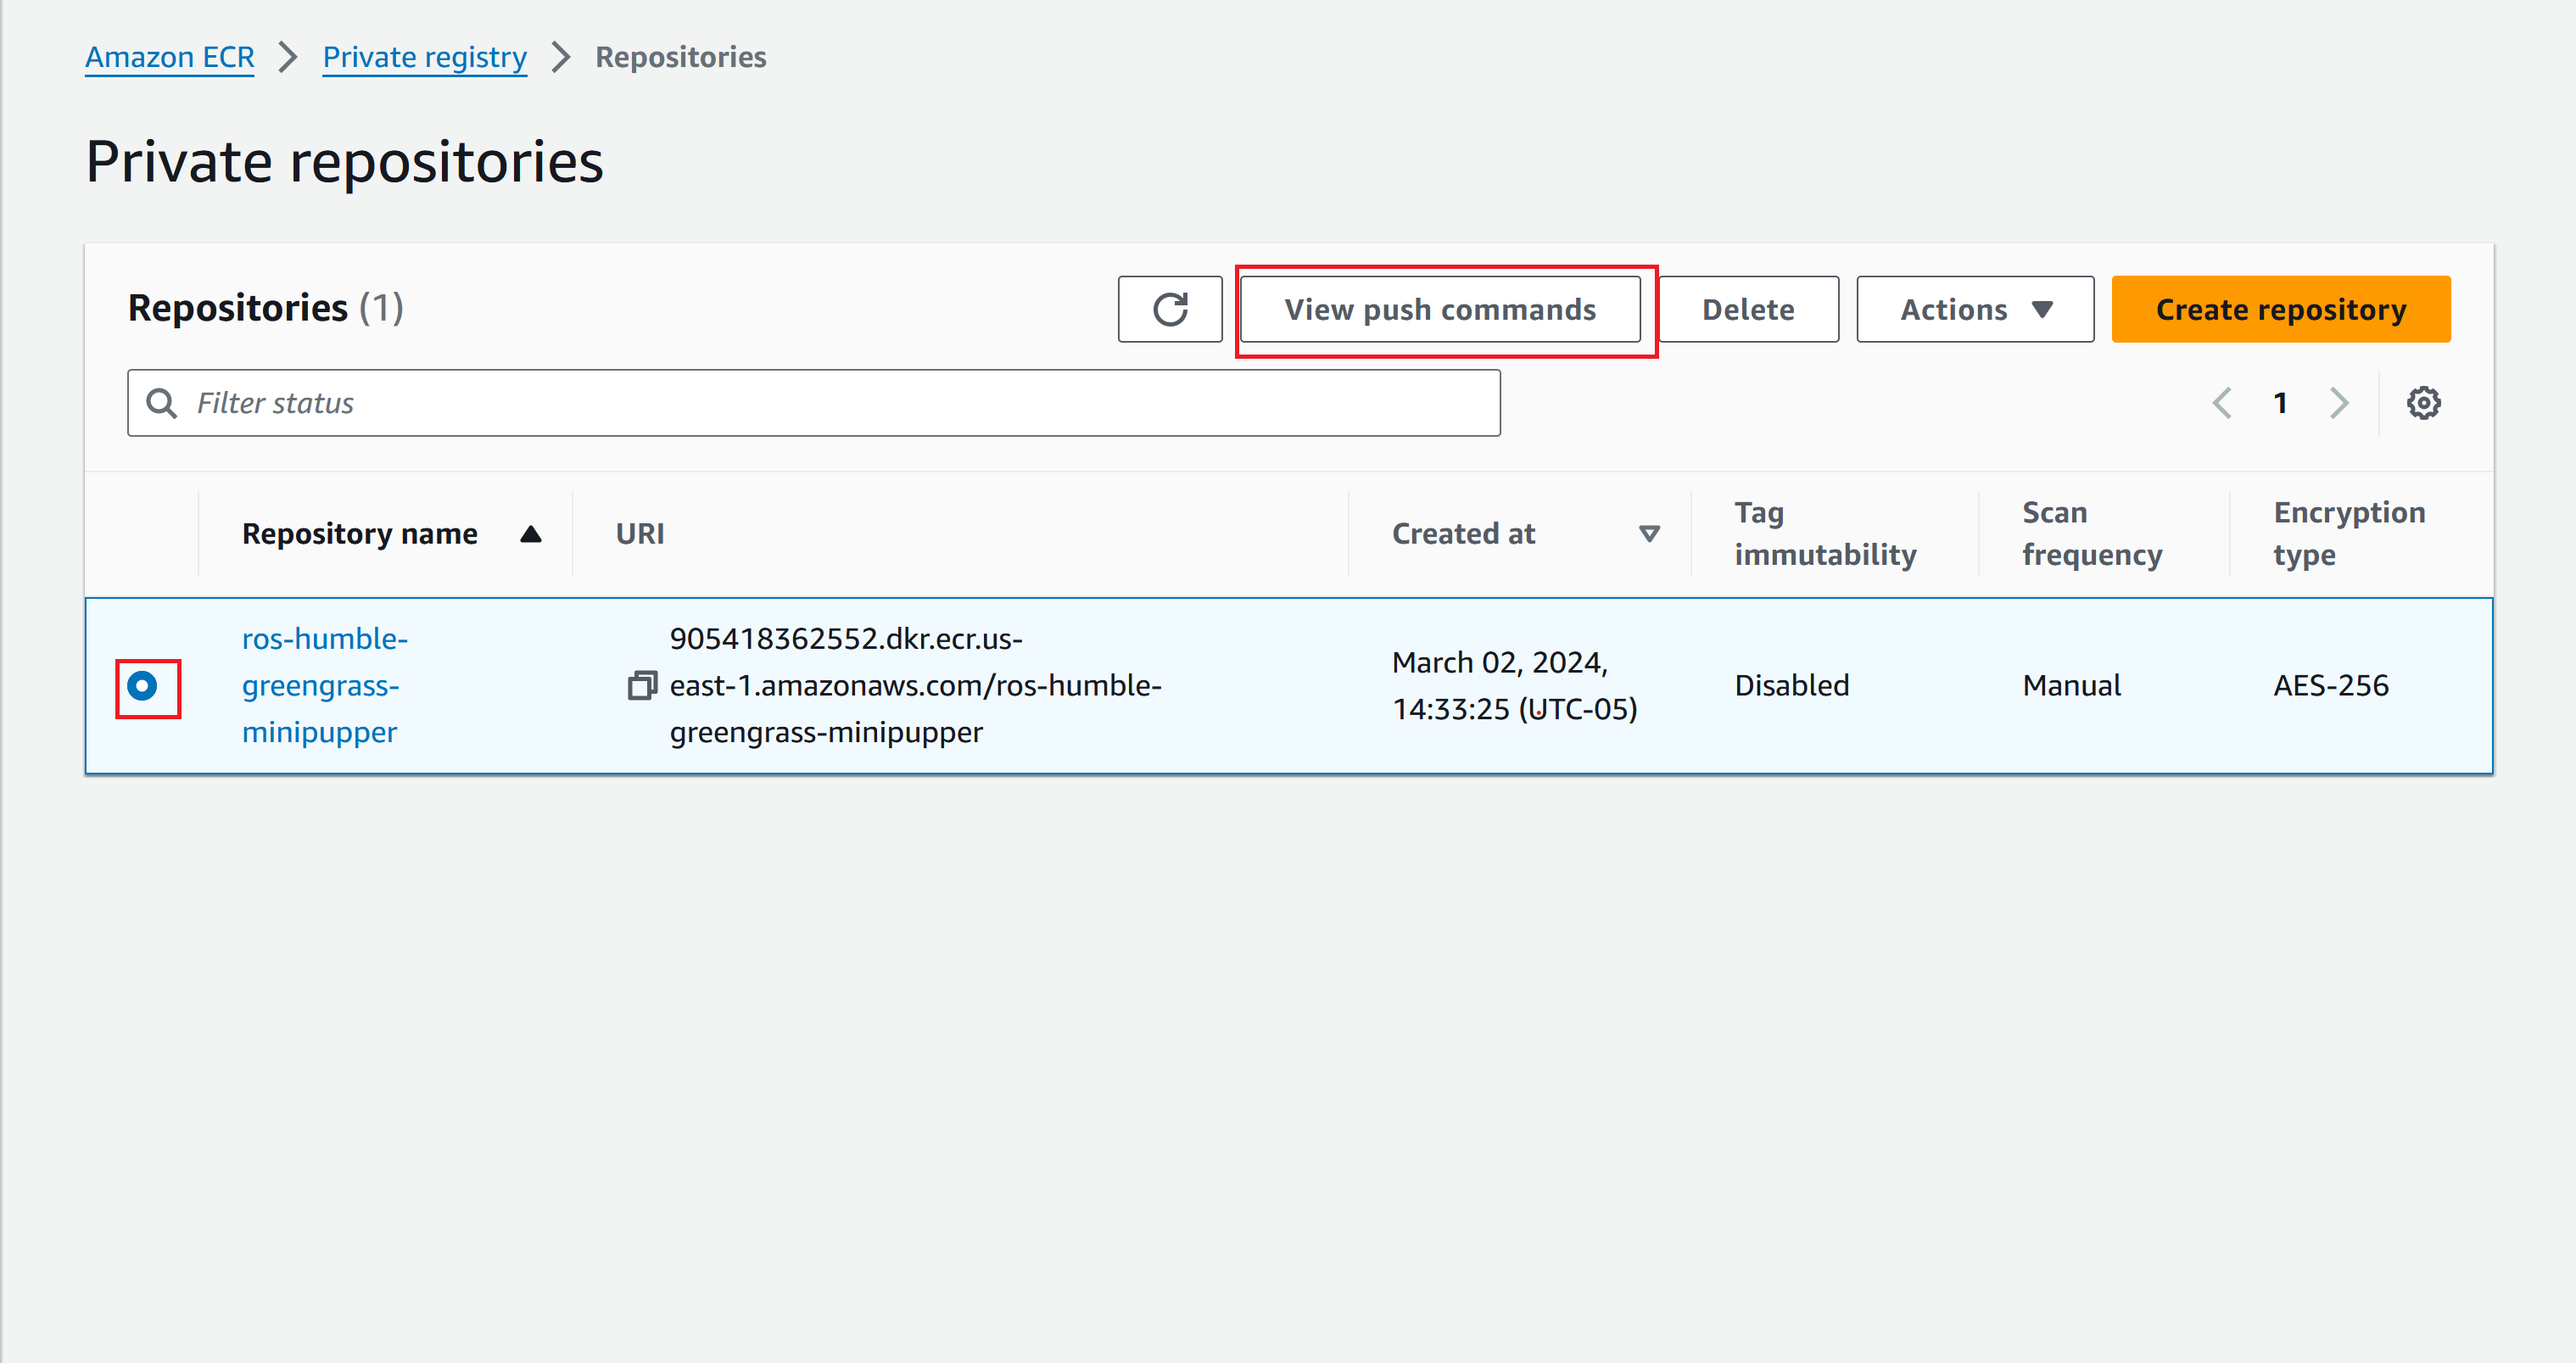 Amazon ECR > Private registry > Repositories
Private repositories
Repositories (1)
View push commands
Delete
Actions
Create repository
Filter status
1
Repository name
URI
Created at
Tag
immutability
Scan
frequency
Encryption
type
ros-humble-
greengrass-
minipupper
905418362552.dkr.ecr.us-
east-1.amazonaws.com/ros-humble-
greengrass-minipupper
March 02, 2024,
14:33:25 (UTC-05)
Disabled
Manual
AES-256